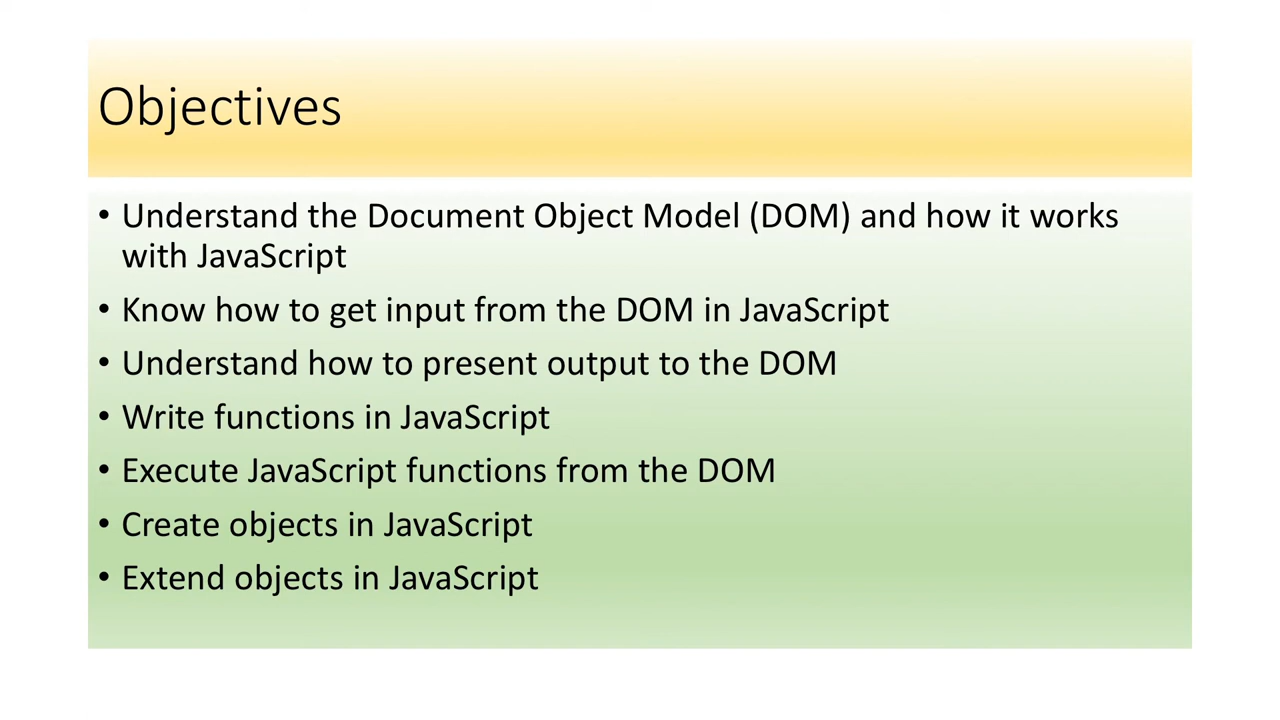 Objectives
• Understand the Document Object Model (DOM) and how it works
with JavaScript
• Know how to get input from the DOM in JavaScript
• Understand how to present output to the DOM
• Write functions in JavaScript
• Execute JavaScript functions from the DOM
• Create objects in JavaScript
• Extend objects in JavaScript